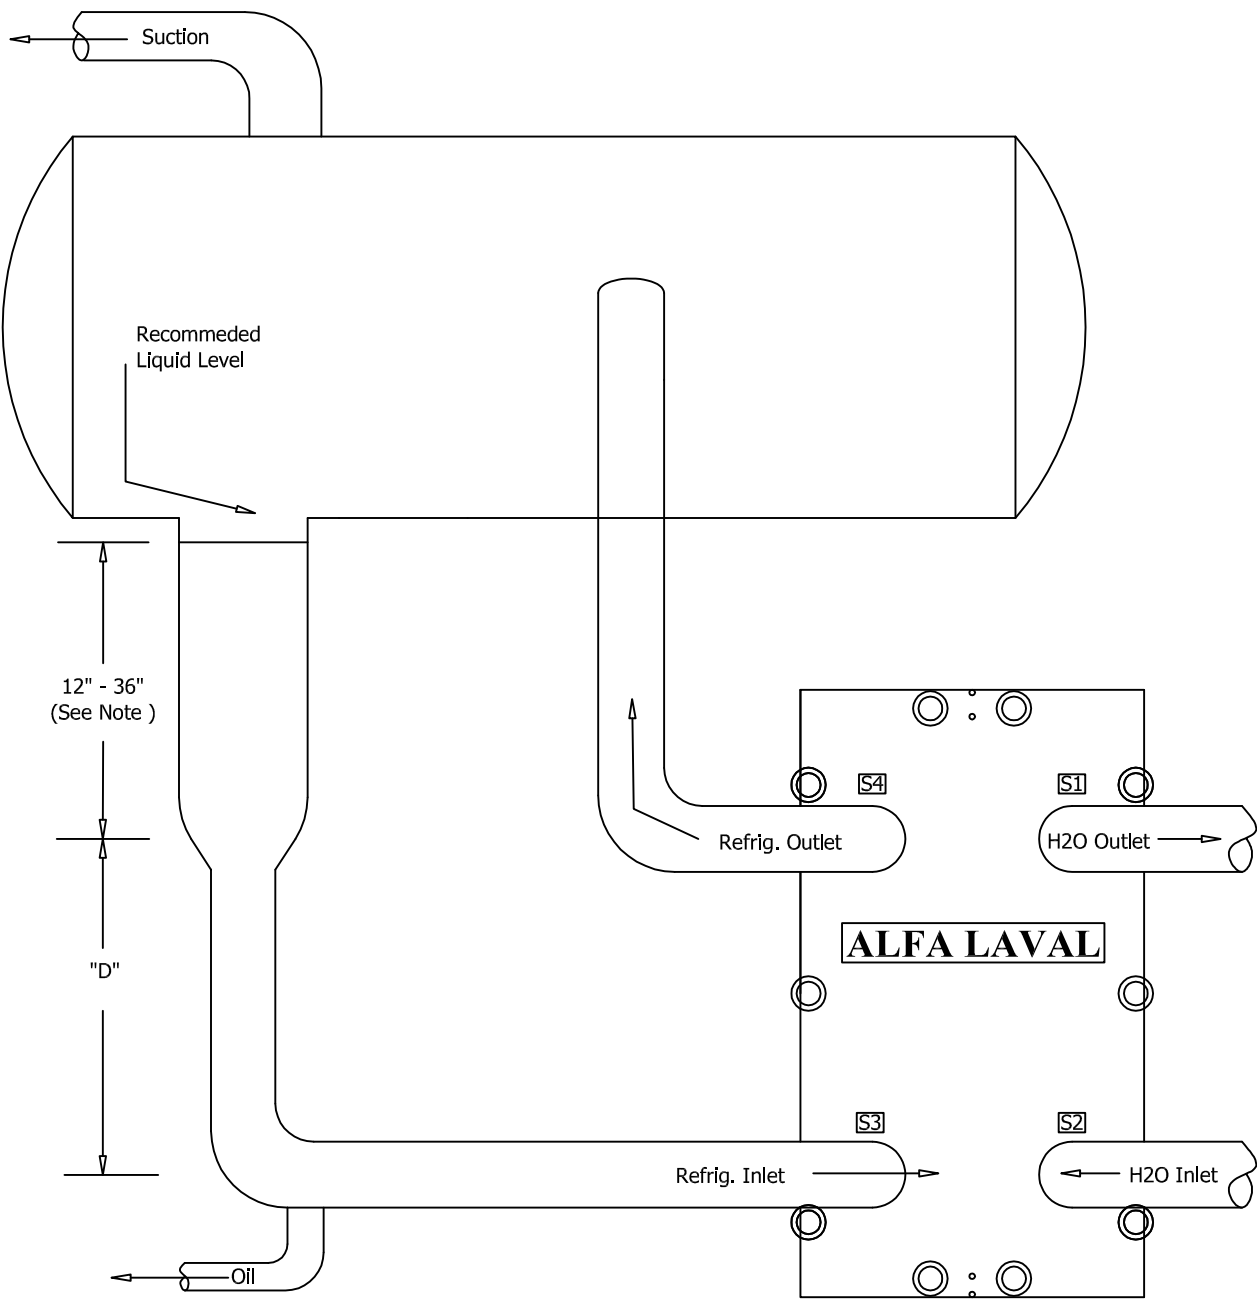 Suction
Recommeded
Liquid Level
12" - 36"
(See Note )
S4
S1
Refrig. Outlet
H2O Outlet
ALFA LAVAL
"D"
S3
S2
Refrig. Inlet
H2O Inlet
Oil